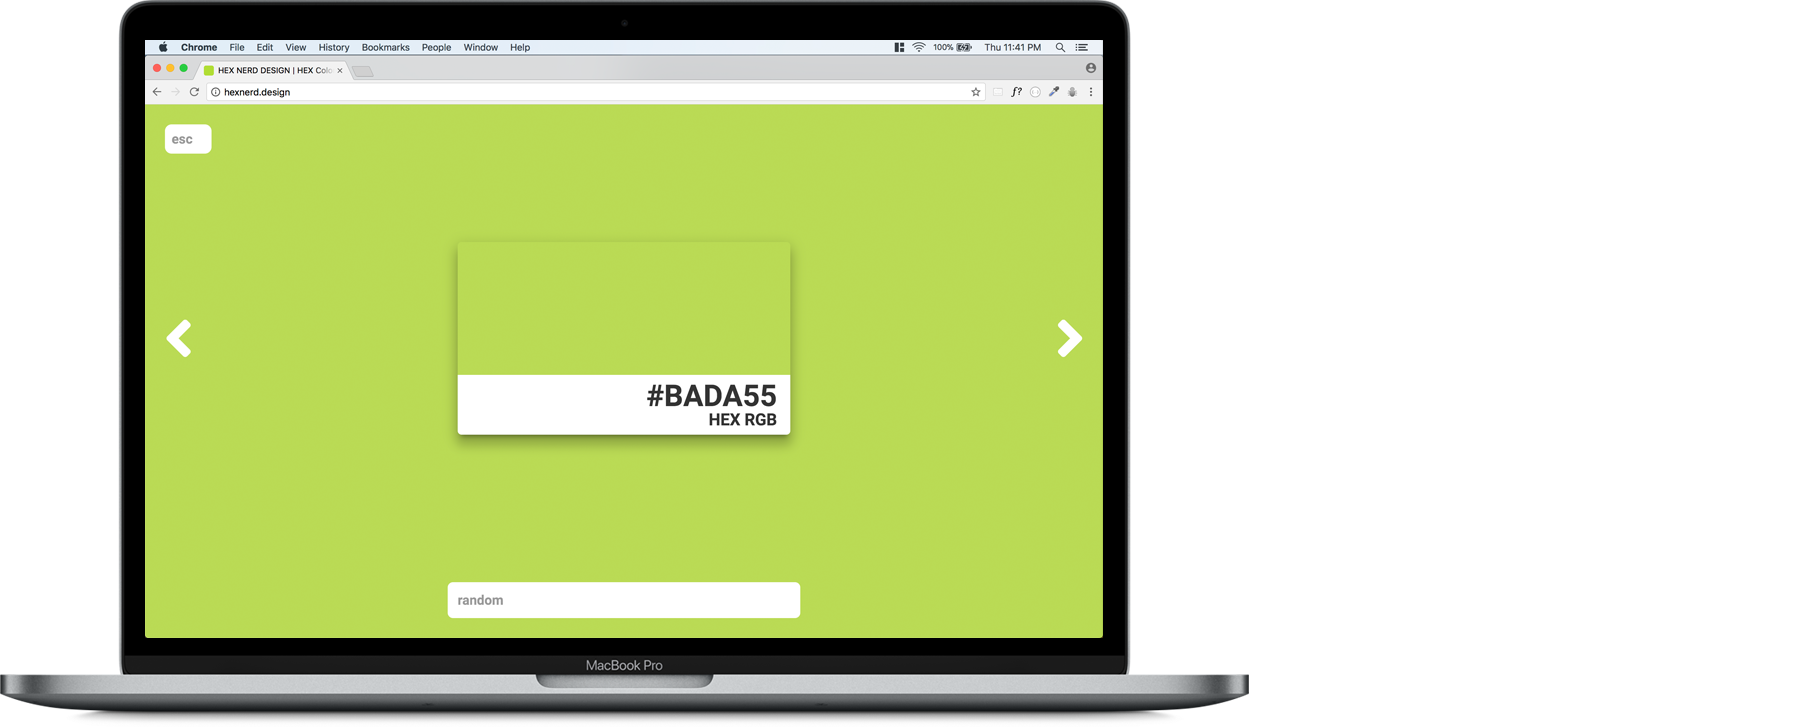 Chrome File Edit View History Bookmarks People Window Help 100% Thu 11:41 PM
HEX NERD DESIGN | HEX Colo
hexnerd.design f?
esc
#BADA55
HEX RGB
random
MacBook Pro